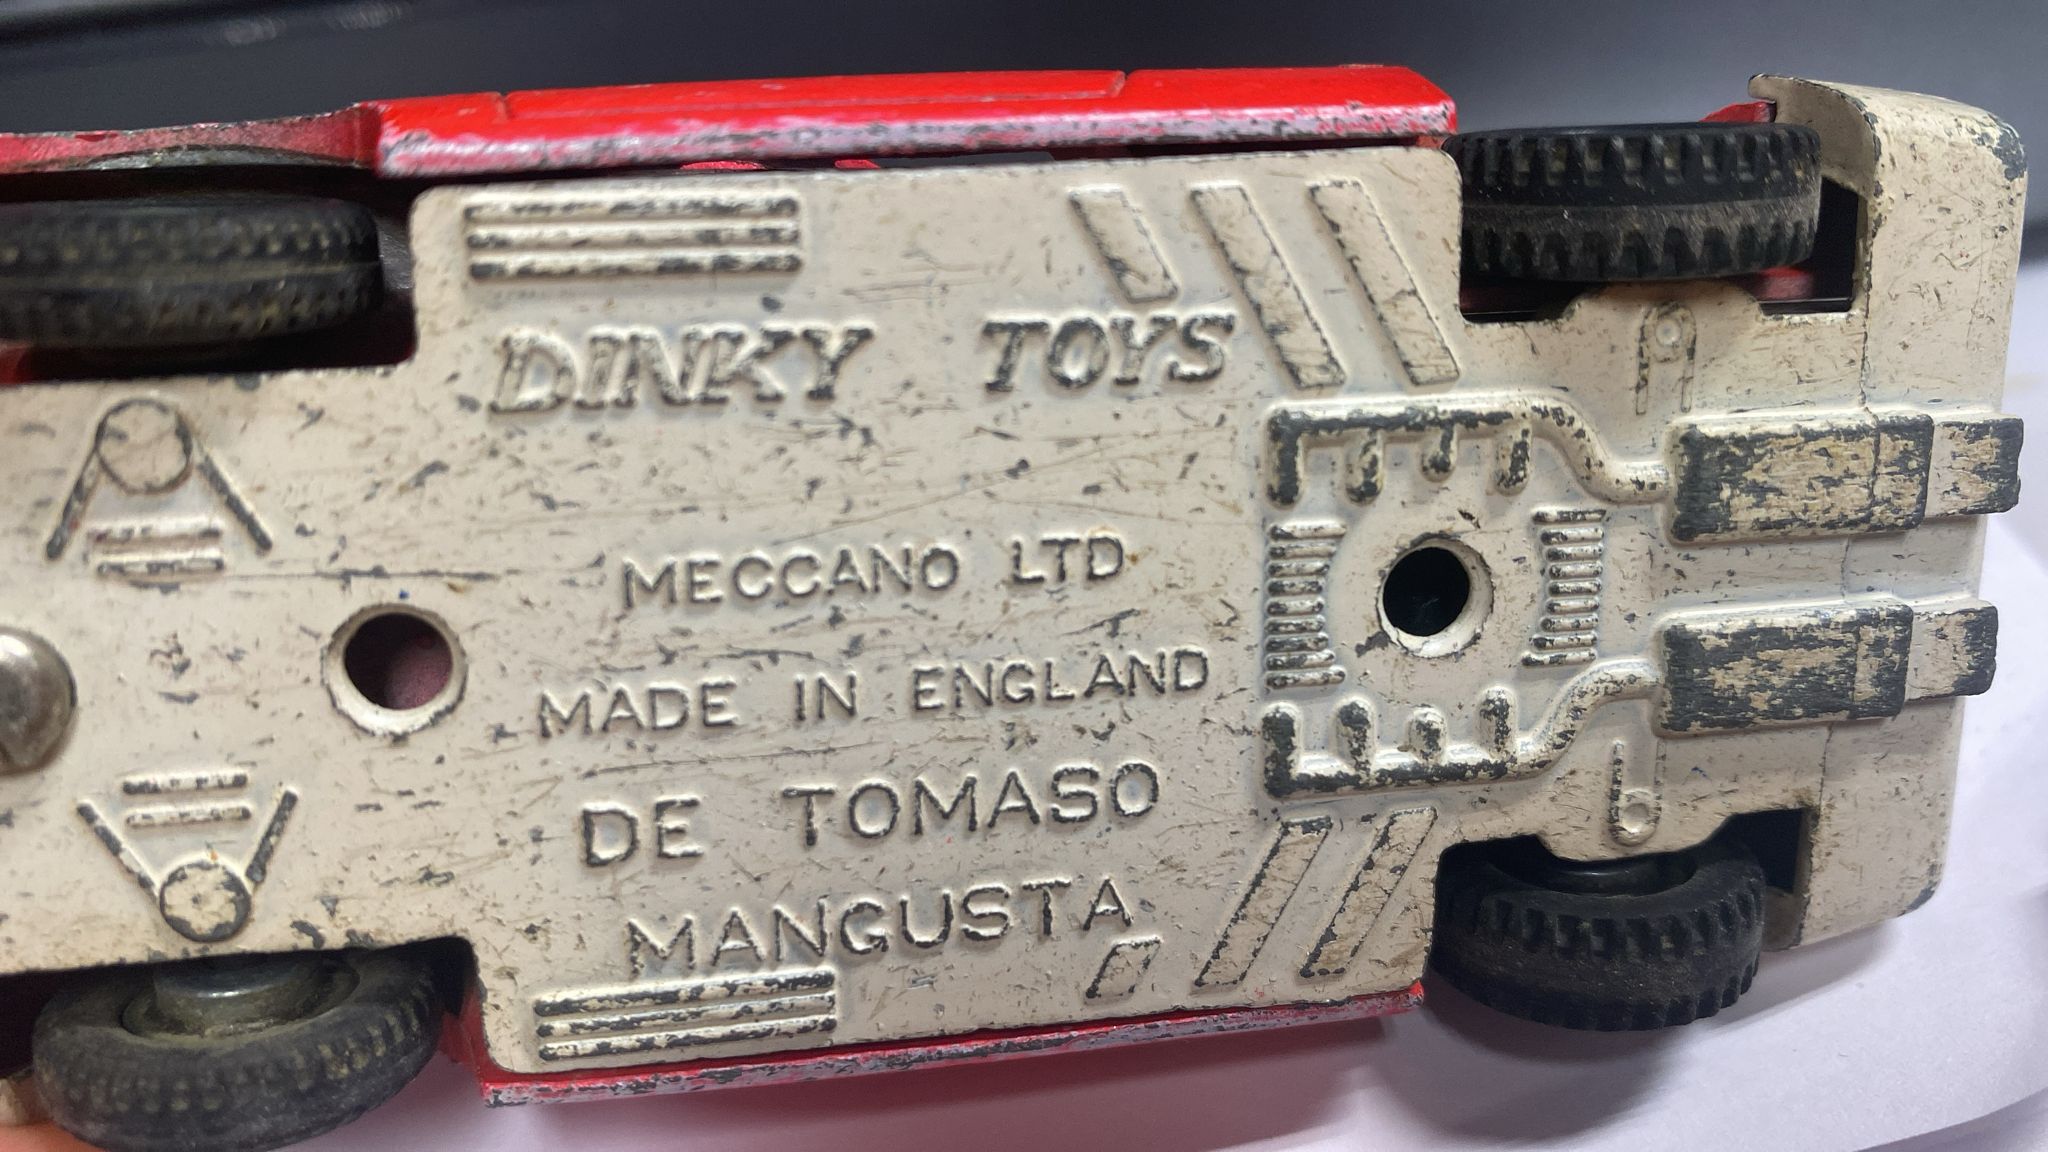 DINKY TOYS
MECCANO LTD
MADE IN ENGLAND
DE TOMASO
MANGUSTA